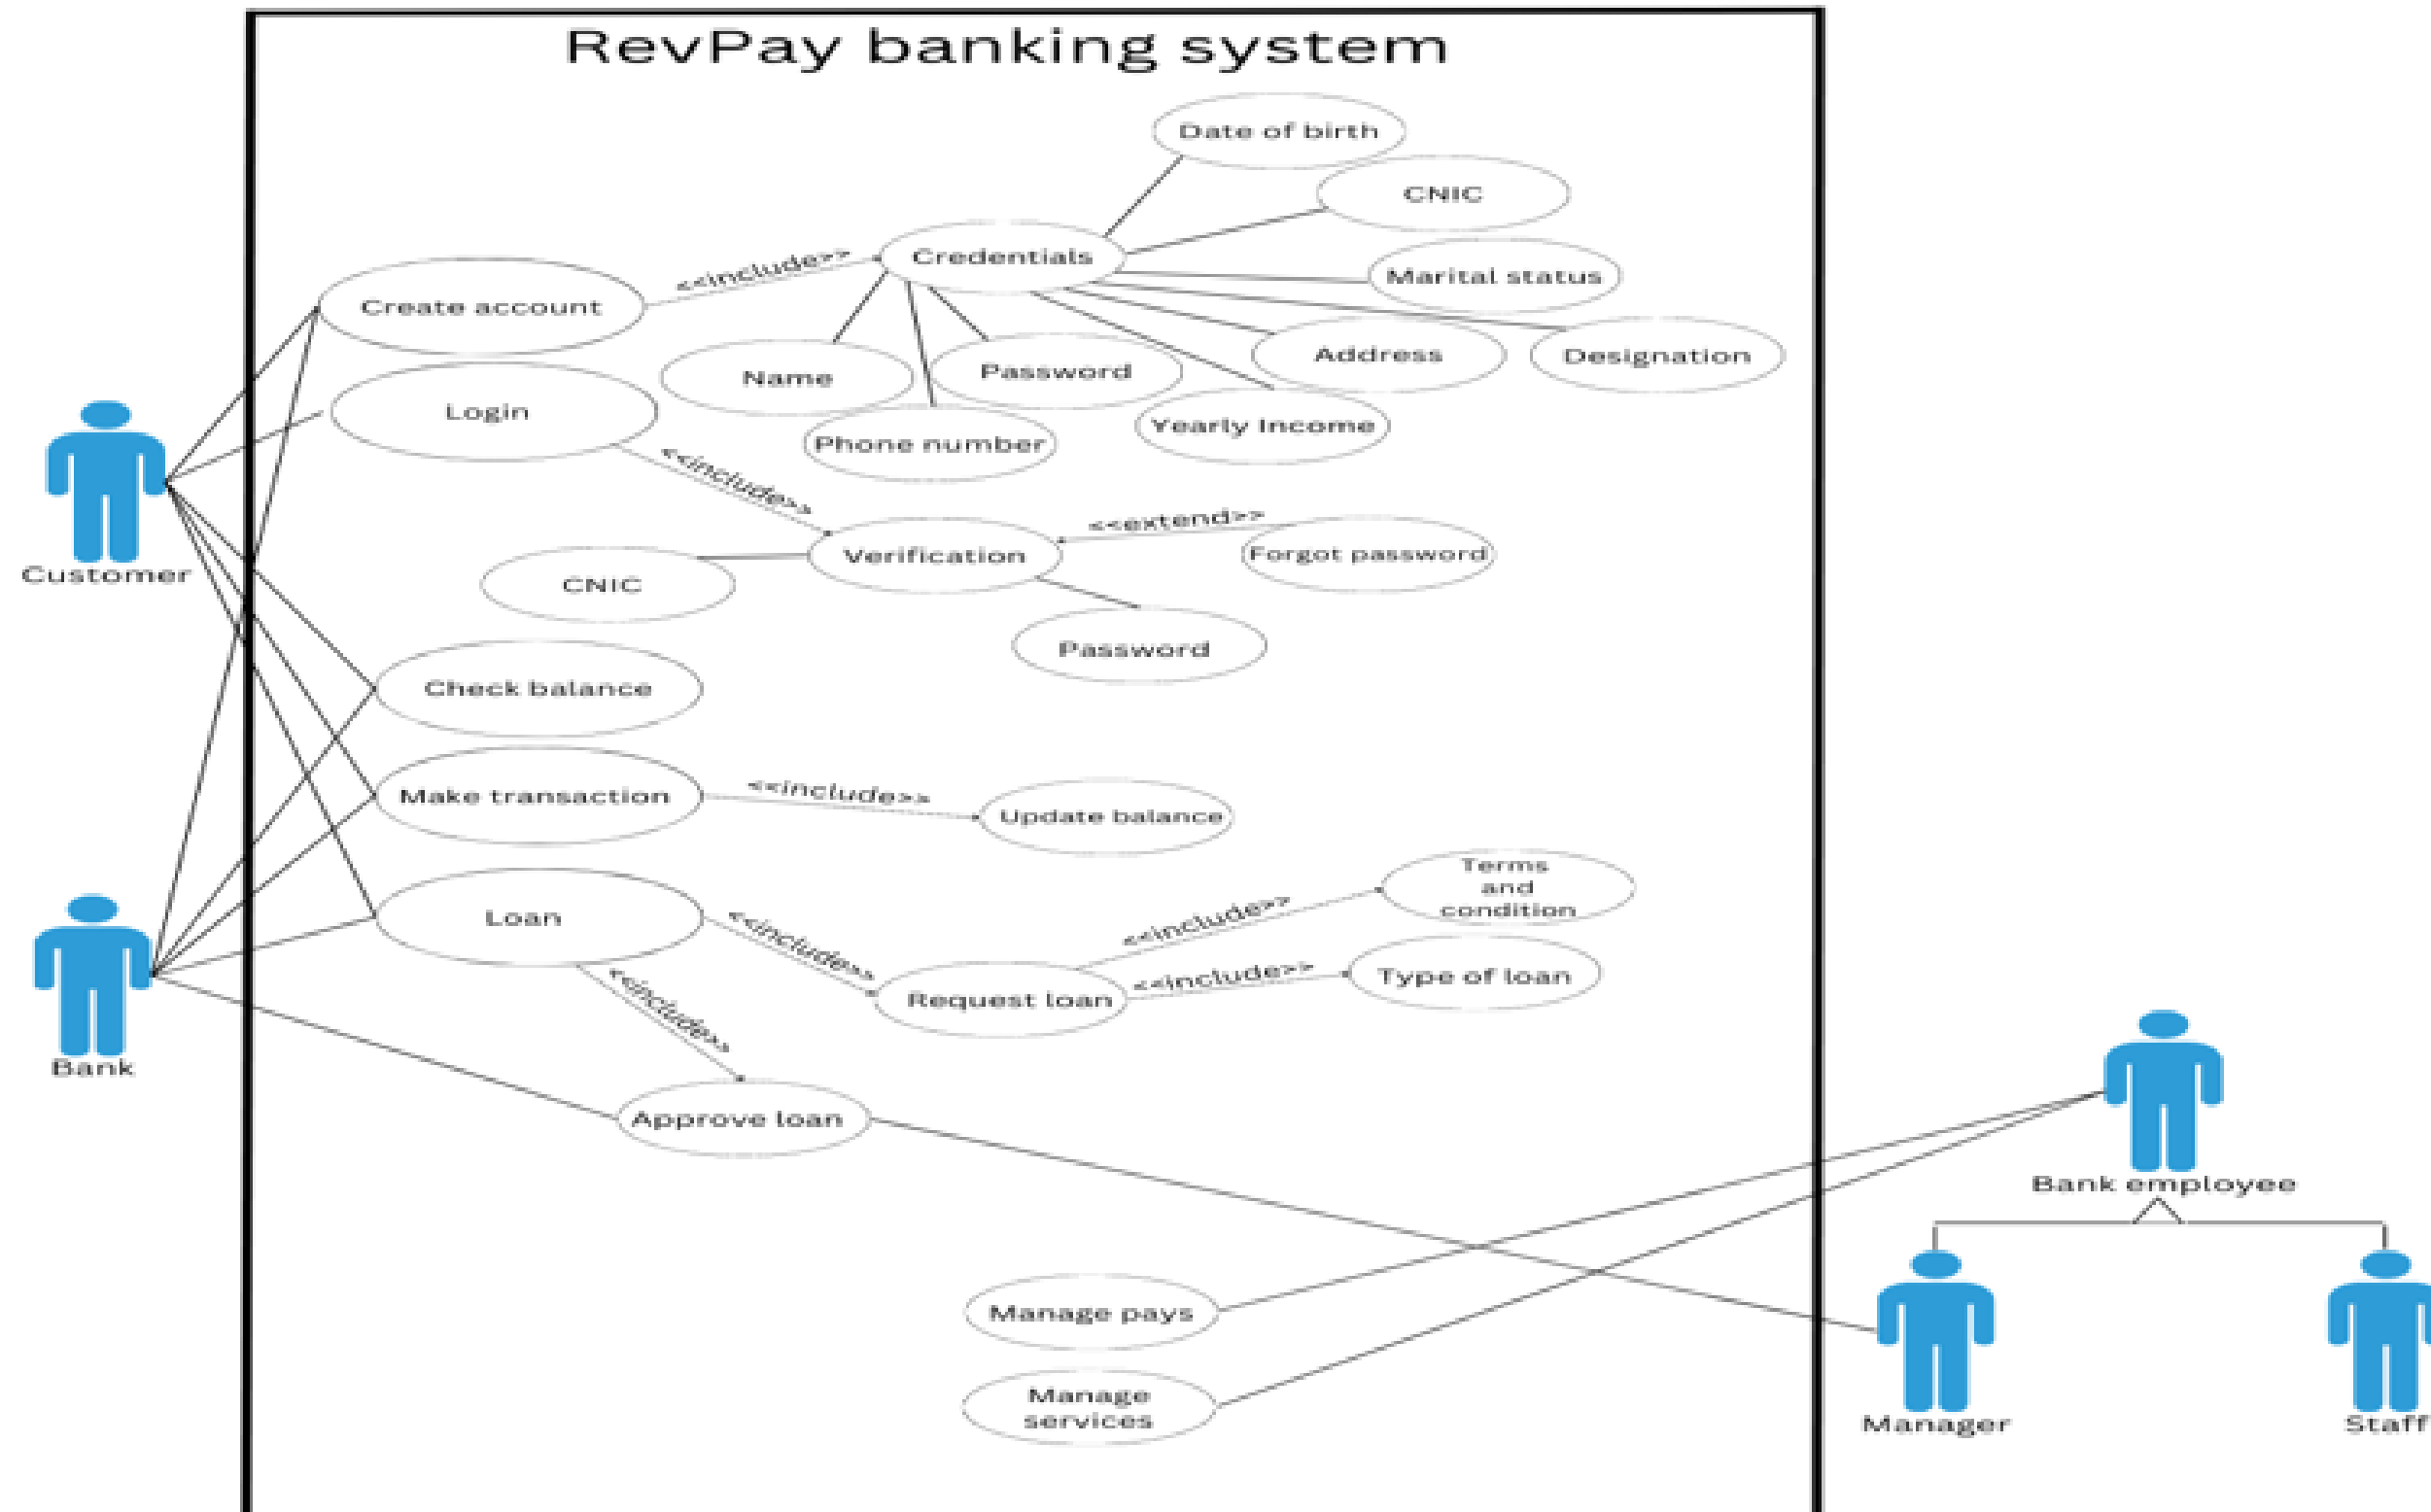 RevPay banking system
Date of birth
CNIC
Credentials
<<include>>
Marital status
Create account
Address
Designation
Name
Password
Login
Yearly Income
Phone number
<<include>>
<<extend>>
Customer
Verification
Forgot password
CNIC
Password
Check balance
<<include>>
Make transaction
Update balance
Terms
and
condition
Loan
<<include>>
<<include>>
<<include>>
Type of loan
Request loan
<<include>>
Bank
Approve loan
Bank employee
Manage pays
Manage
services
Manager
Staff